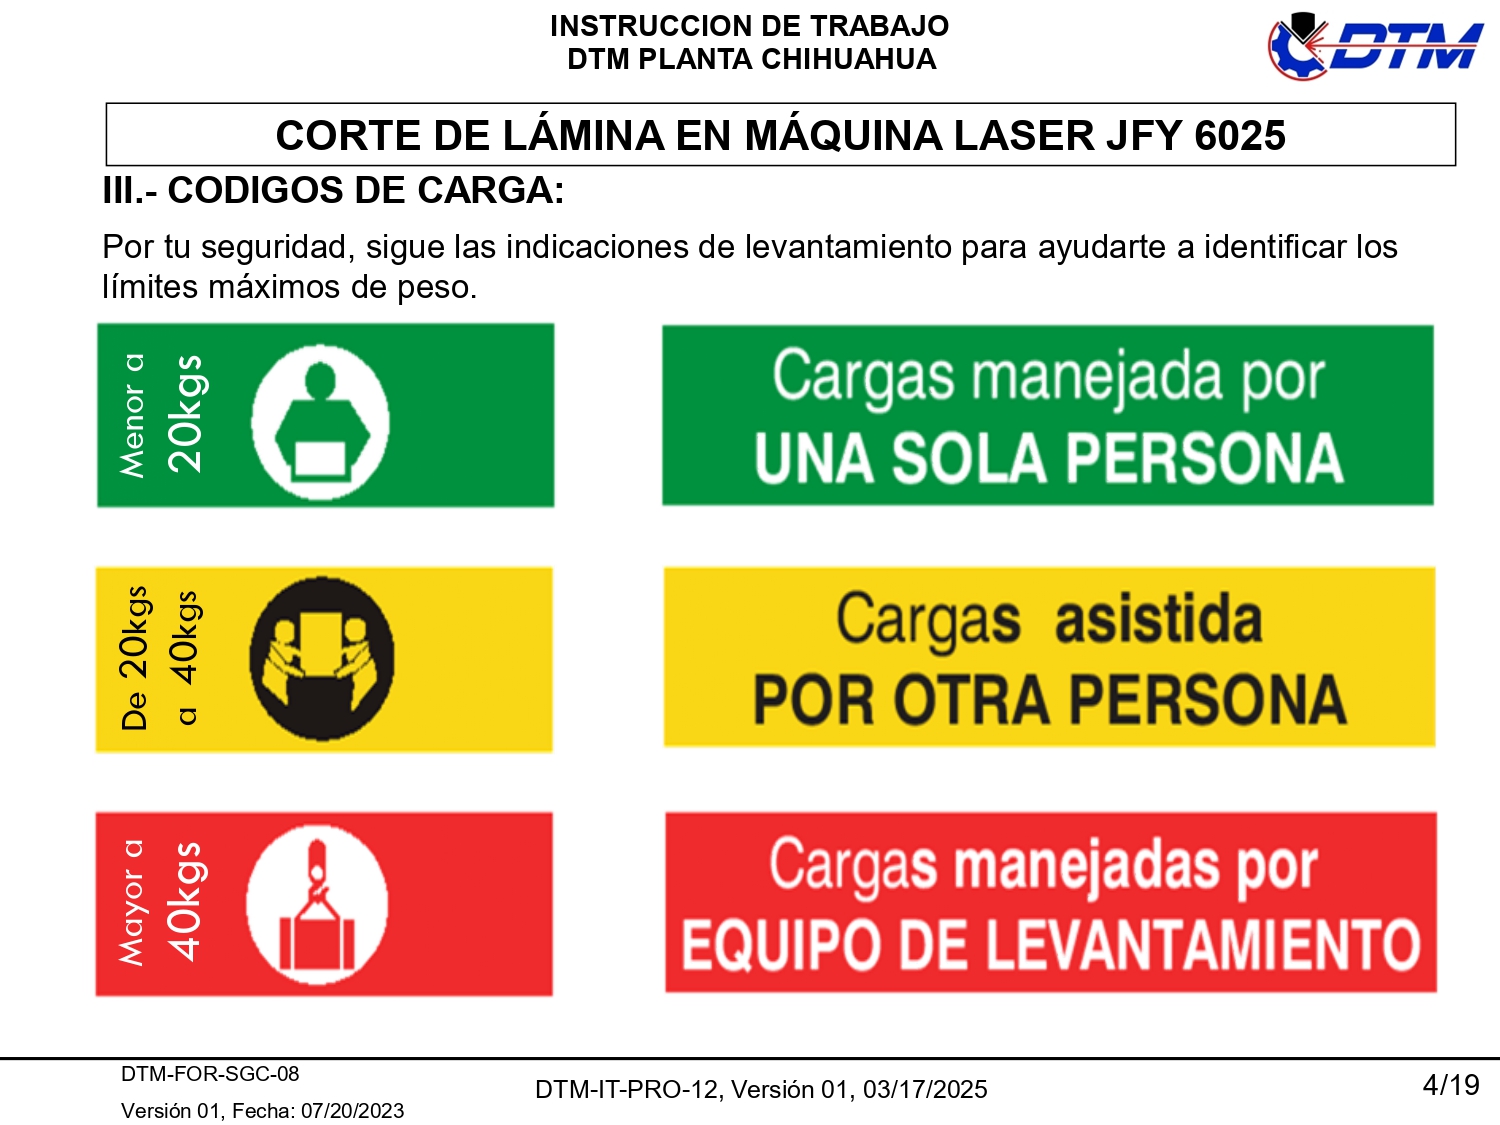 INSTRUCCION DE TRABAJO
DTM PLANTA CHIHUAHUA
DTM
CORTE DE LÁMINA EN MÁQUINA LASER JFY 6025
III.- CODIGOS DE CARGA:
Por tu seguridad, sigue las indicaciones de levantamiento para ayudarte a identificar los
límites máximos de peso.
Menor a
20kgs
Cargas manejada por
UNA SOLA PERSONA
De 20kgs
a 40kgs
Cargas asistida
POR OTRA PERSONA
Mayor a
40kgs
Cargas manejadas por
EQUIPO DE LEVANTAMIENTO
DTM-FOR-SGC-08
Versión 01, Fecha: 07/20/2023
DTM-IT-PRO-12, Versión 01, 03/17/2025
4/19